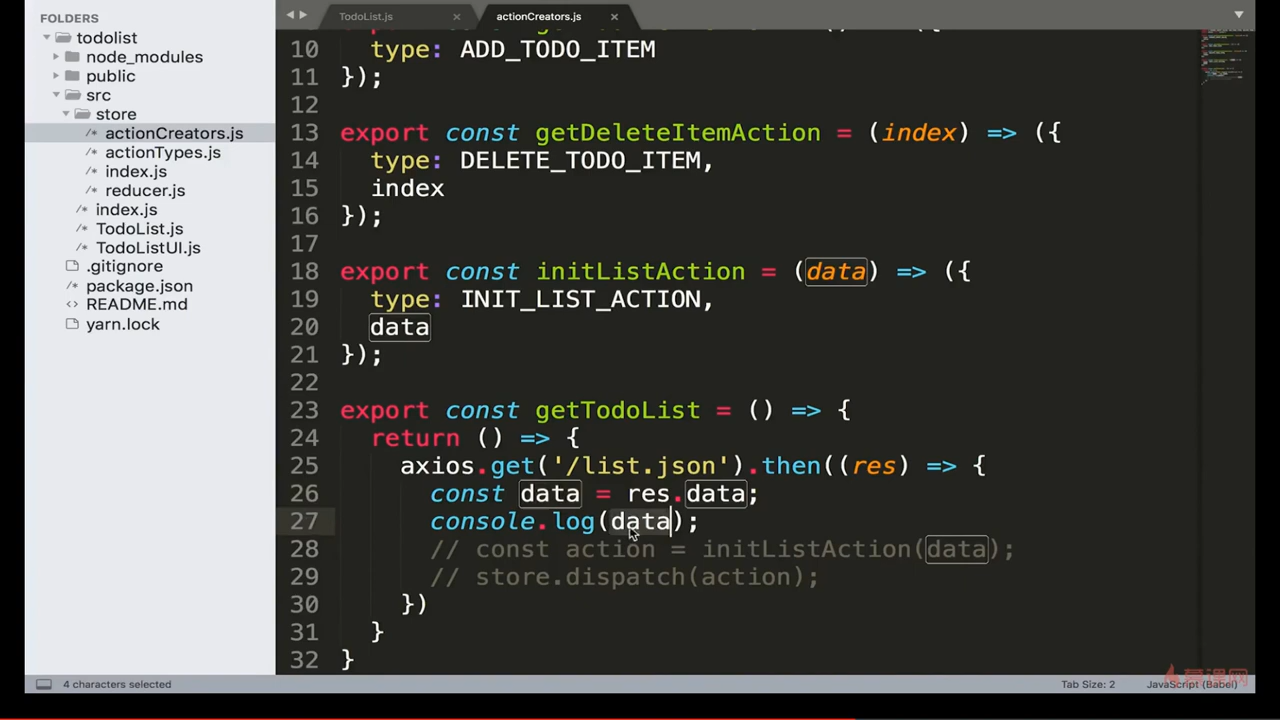 FOLDERS
todolist
node_modules
public
src
store
/* actionCreators.js
/* actionTypes.js
/* index.js
/* reducer.js
/* index.js
/* TodoList.js
/* TodoListUI.js
.gitignore
package.json
<> README.md
yarn.lock
TodoList.js ×
actionCreators.js ×
10 type: ADD_TODO_ITEM
11 });
12
13 export const getDeleteItemAction = (index) => ({
14 type: DELETE_TODO_ITEM,
15 index
16 });
17
18 export const initListAction = (data) => ({
19 type: INIT_LIST_ACTION,
20 data
21 });
22
23 export const getTodoList = () => {
24 return () => {
25 axios.get('/list.json').then((res) => {
26 const data = res.data;
27 console.log(data);
28 // const action = initListAction(data);
29 // store.dispatch(action);
30 })
31 }
32 }
4 characters selected
Tab Size: 2
JavaScript (Babel)
慕课网